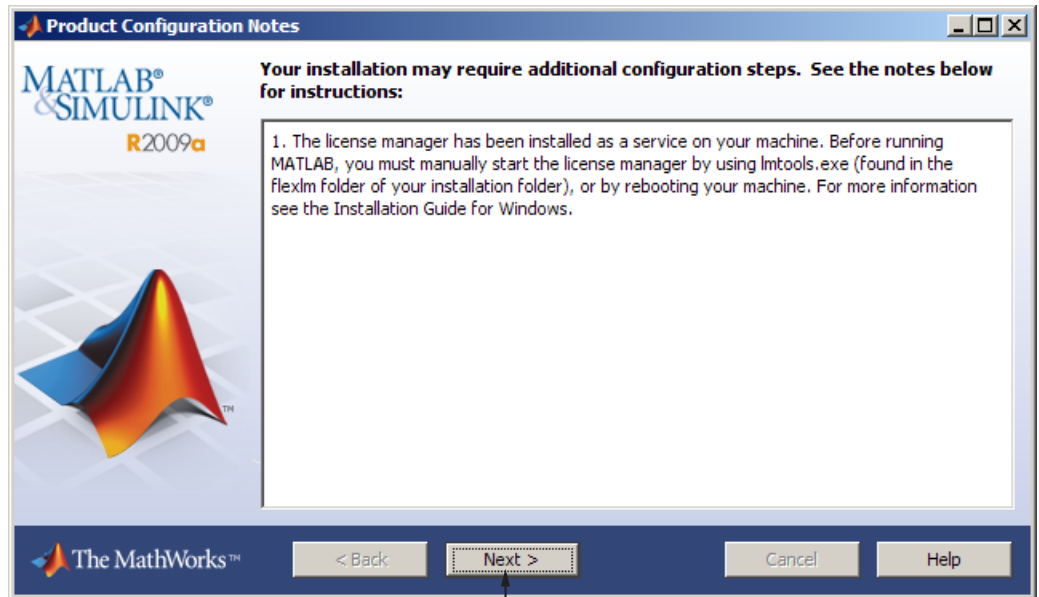 Product Configuration Notes
MATLAB®
&SIMULINK®
R2009a
TM
Your installation may require additional configuration steps. See the notes below
for instructions:
1. The license manager has been installed as a service on your machine. Before running
MATLAB, you must manually start the license manager by using lmtools.exe (found in the
flexlm folder of your installation folder), or by rebooting your machine. For more information
see the Installation Guide for Windows.
The MathWorks™
< Back
Next >
Cancel
Help